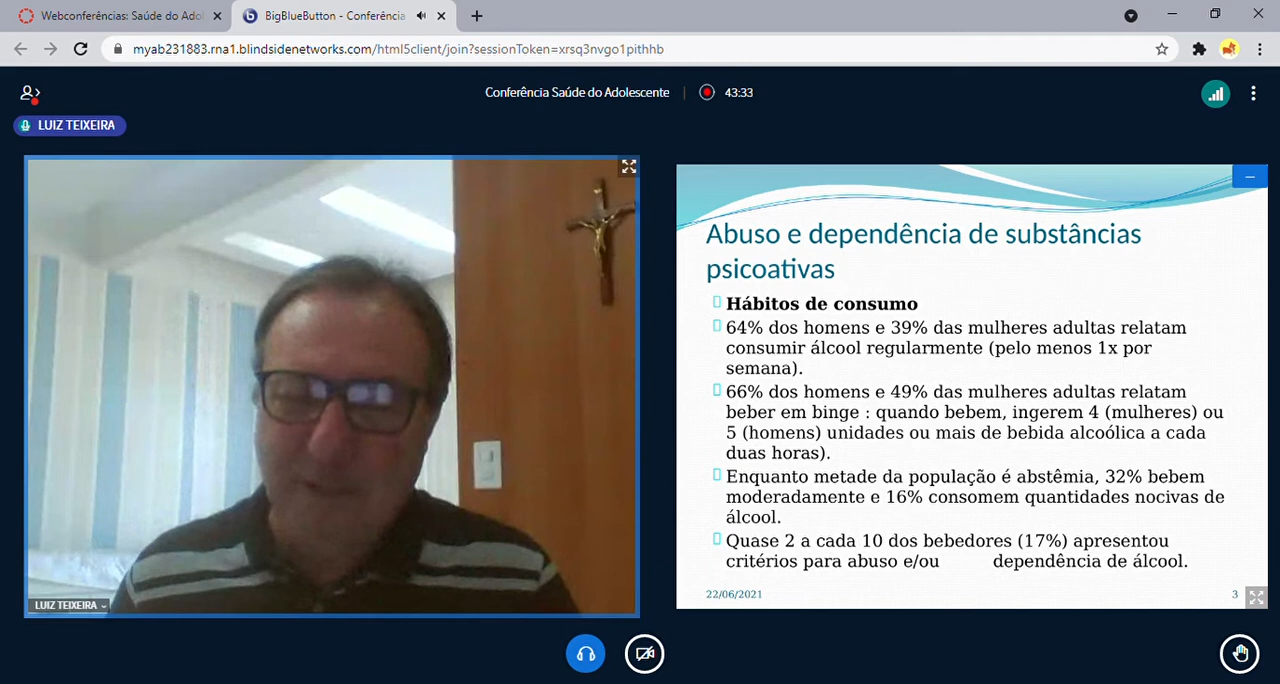 Webconferências: Saúde do Adol
BigBlueButton - Conferência
myab231883.rna1.blindsidenetworks.com/html5client/join?sessionToken=xrsq3nvgo1pithhb
Conferência Saúde do Adolescente | 43:33
LUIZ TEIXEIRA
LUIZ TEIXEIRA
Abuso e dependência de substâncias
psicoativas
Hábitos de consumo
64% dos homens e 39% das mulheres adultas relatam
consumir álcool regularmente (pelo menos 1x por
semana).
66% dos homens e 49% das mulheres adultas relatam
beber em binge : quando bebem, ingerem 4 (mulheres) ou
5 (homens) unidades ou mais de bebida alcoólica a cada
duas horas).
Enquanto metade da população é abstêmia, 32% bebem
moderadamente e 16% consomem quantidades nocivas de
álcool.
Quase 2 a cada 10 dos bebedores (17%) apresentou
critérios para abuso e/ou dependência de álcool.
22/06/2021 3